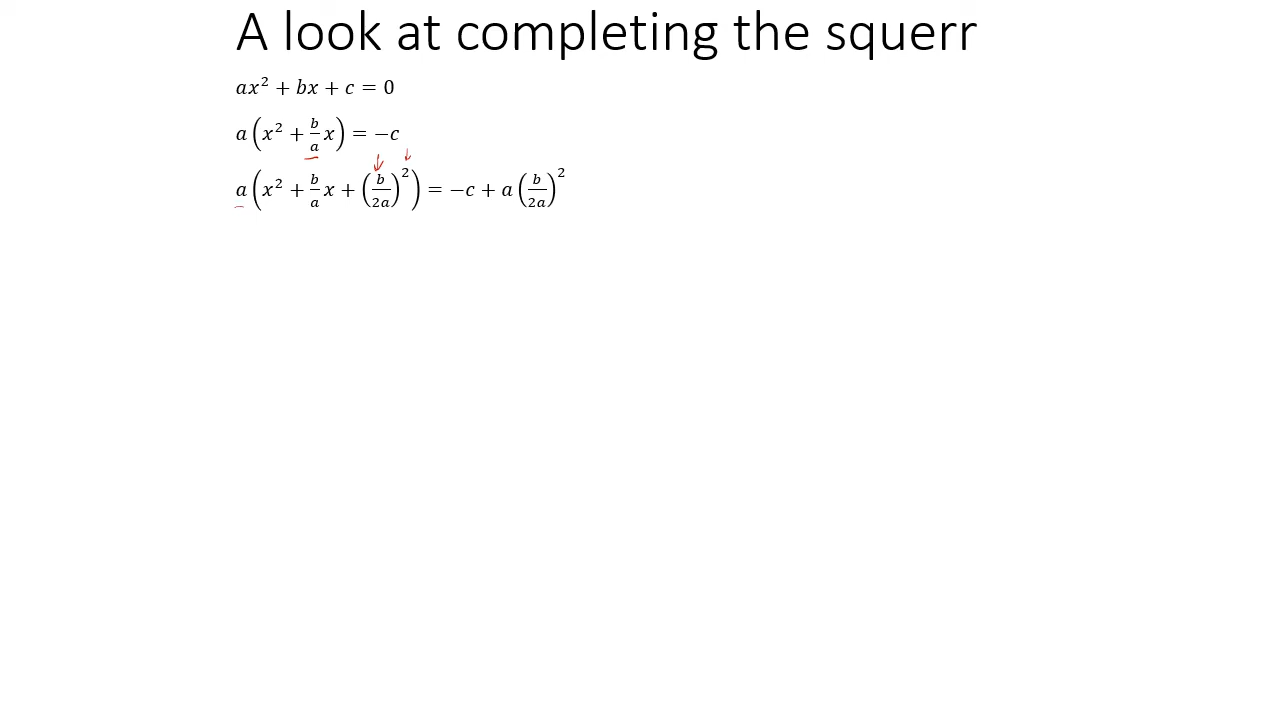 A look at completing the squerr
ax² + bx + c = 0
a(x² + b/a x) = −c
a(x² + b/a x + (b/2a)²) = −c + a(b/2a)²